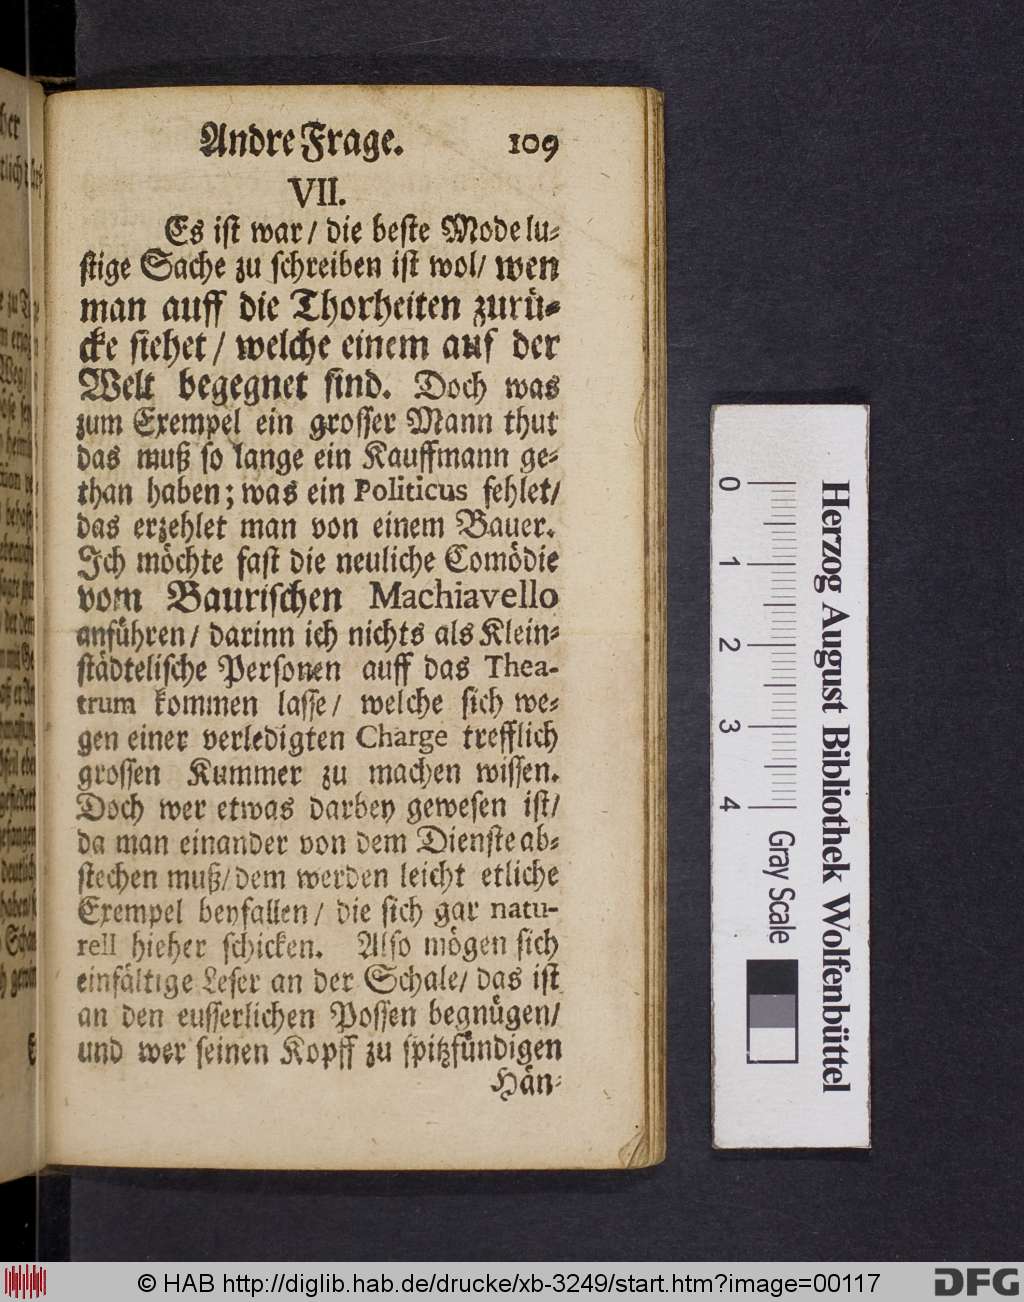 Andre Frage. 109
VII.
Es ist war/ die beste Mode lu-
stige Sache zu schreiben ist wol/ wen
man auff die Thorheiten zurü-
cke siehet/ welche einem auf der
Welt begegnet sind. Doch was
zum Exempel ein grosser Mann thut
das muß so lange ein Kauffmann ge-
than haben; was ein Politicus fehlet/
das erzehlet man von einem Bauer.
Ich möchte fast die neuliche Comödie
vom Baurischen Machiavello
anführen/ darinn ich nichts als Klein-
städtelische Personen auff das Thea-
trum kommen lasse/ welche sich we-
gen einer verledigten Charge trefflich
grossen Kummer zu machen wissen.
Doch wer etwas darbey gewesen ist/
da man einander von dem Dienste ab-
stechen muß/ dem werden leicht etliche
Exempel beyfallen/ die sich gar natu-
rell hieher schicken. Also mögen sich
einfältige Leser an der Schale/ das ist
an den eusserlichen Possen begnügen/
und wer seinen Kopff zu spitzfündigen
Hän-
0 1 2 3 4 Gray Scale
Herzog August Bibliothek Wolfenbüttel
© HAB http://diglib.hab.de/drucke/xb-3249/start.htm?image=00117
DFG